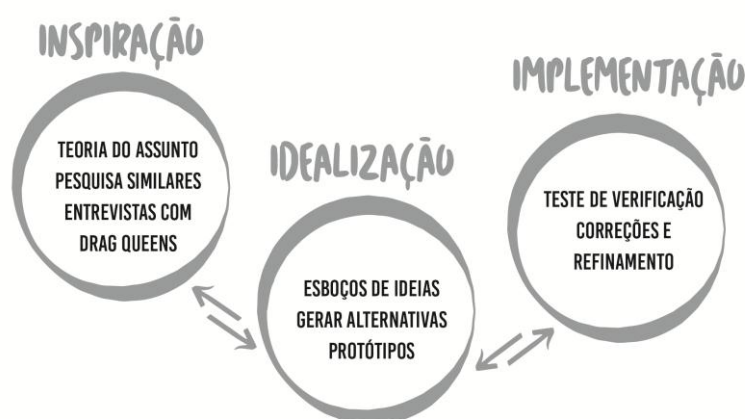 INSPIRAÇÃO
TEORIA DO ASSUNTO
PESQUISA SIMILARES
ENTREVISTAS COM
DRAG QUEENS
IDEALIZAÇÃO
ESBOÇOS DE IDEIAS
GERAR ALTERNATIVAS
PROTÓTIPOS
IMPLEMENTAÇÃO
TESTE DE VERIFICAÇÃO
CORREÇÕES E
REFINAMENTO